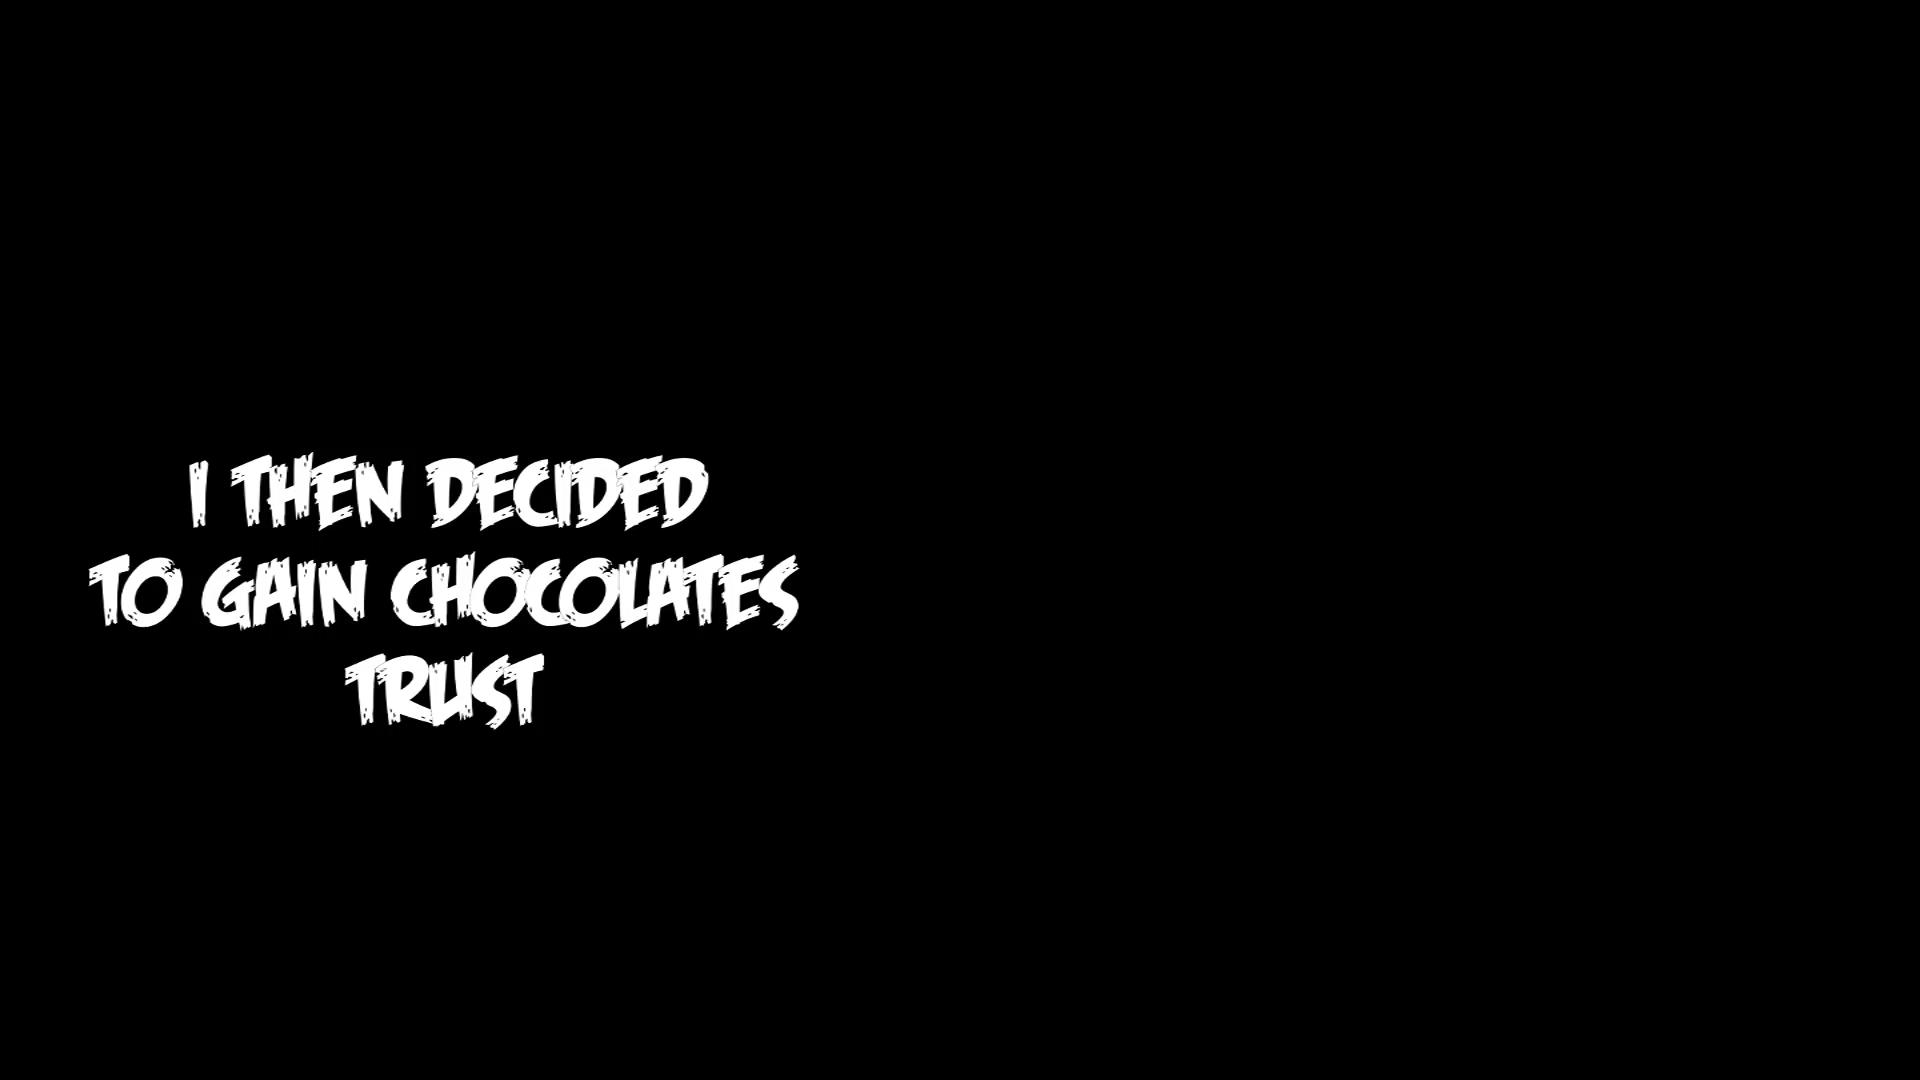 I THEN DECIDED
TO GAIN CHOCOLATES
TRUST